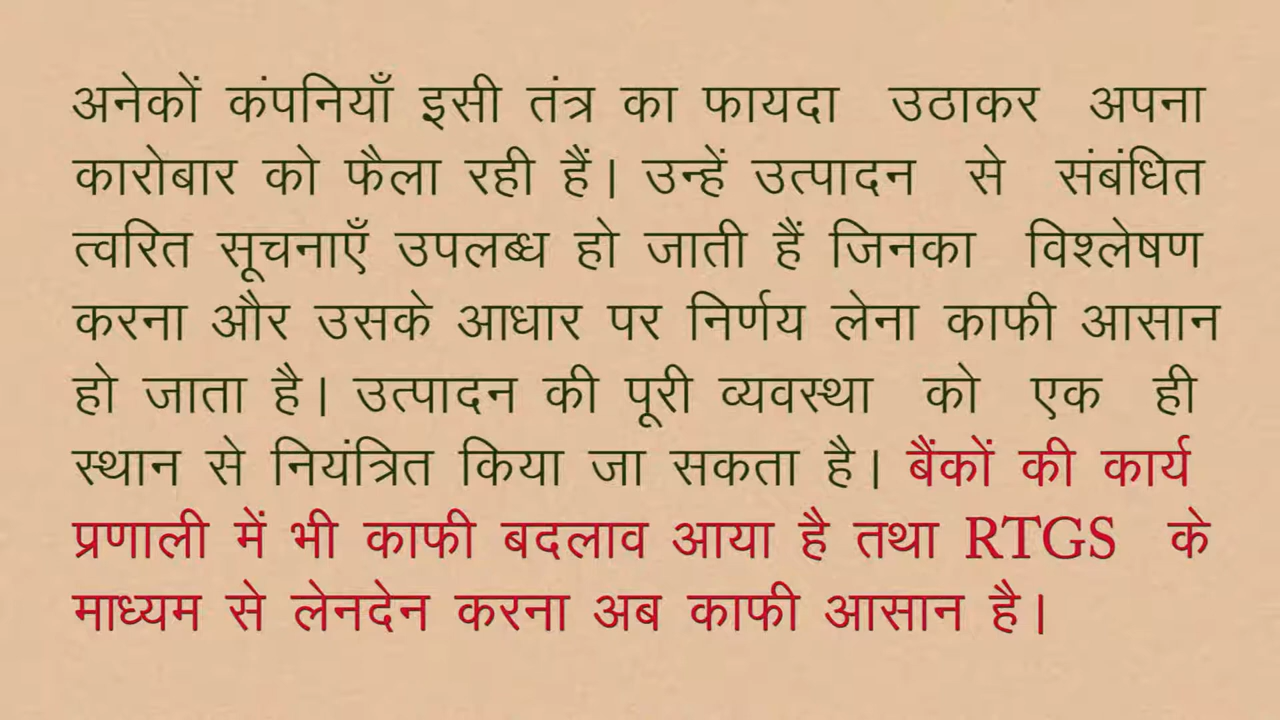 अनेकों कंपनियाँ इसी तंत्र का फायदा उठाकर अपना
कारोबार को फैला रही हैं। उन्हें उत्पादन से संबंधित
त्वरित सूचनाएँ उपलब्ध हो जाती हैं जिनका विश्लेषण
करना और उसके आधार पर निर्णय लेना काफी आसान
हो जाता है। उत्पादन की पूरी व्यवस्था को एक ही
स्थान से नियंत्रित किया जा सकता है। बैंकों की कार्य
प्रणाली में भी काफी बदलाव आया है तथा RTGS के
माध्यम से लेनदेन करना अब काफी आसान है।